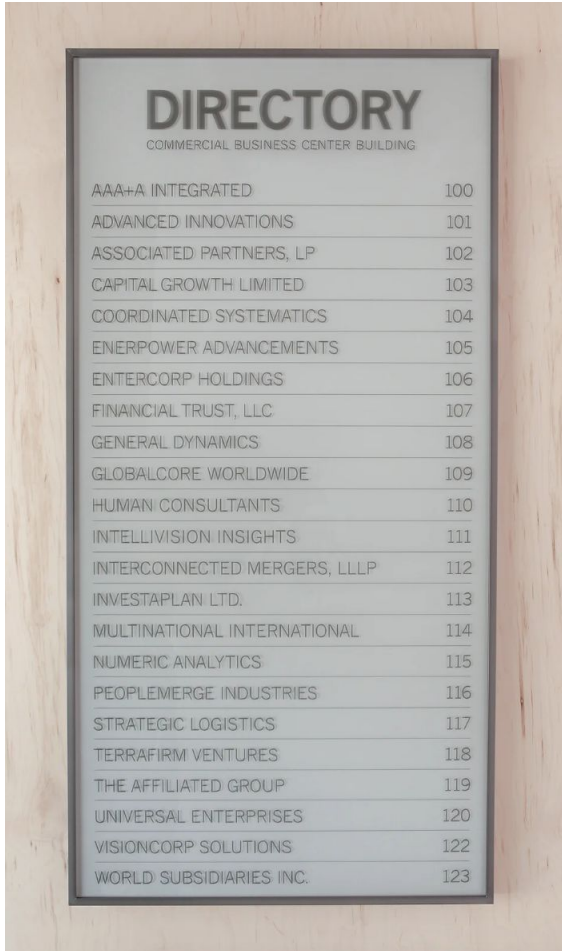 DIRECTORY
COMMERCIAL BUSINESS CENTER BUILDING
AAA+A INTEGRATED 100
ADVANCED INNOVATIONS 101
ASSOCIATED PARTNERS, LP 102
CAPITAL GROWTH LIMITED 103
COORDINATED SYSTEMATICS 104
ENERPOWER ADVANCEMENTS 105
ENTERCORP HOLDINGS 106
FINANCIAL TRUST, LLC 107
GENERAL DYNAMICS 108
GLOBALCORE WORLDWIDE 109
HUMAN CONSULTANTS 110
INTELLIVISION INSIGHTS 111
INTERCONNECTED MERGERS, LLLP 112
INVESTAPLAN LTD. 113
MULTINATIONAL INTERNATIONAL 114
NUMERIC ANALYTICS 115
PEOPLEMERGE INDUSTRIES 116
STRATEGIC LOGISTICS 117
TERRAFIRM VENTURES 118
THE AFFILIATED GROUP 119
UNIVERSAL ENTERPRISES 120
VISIONCORP SOLUTIONS 122
WORLD SUBSIDIARIES INC. 123